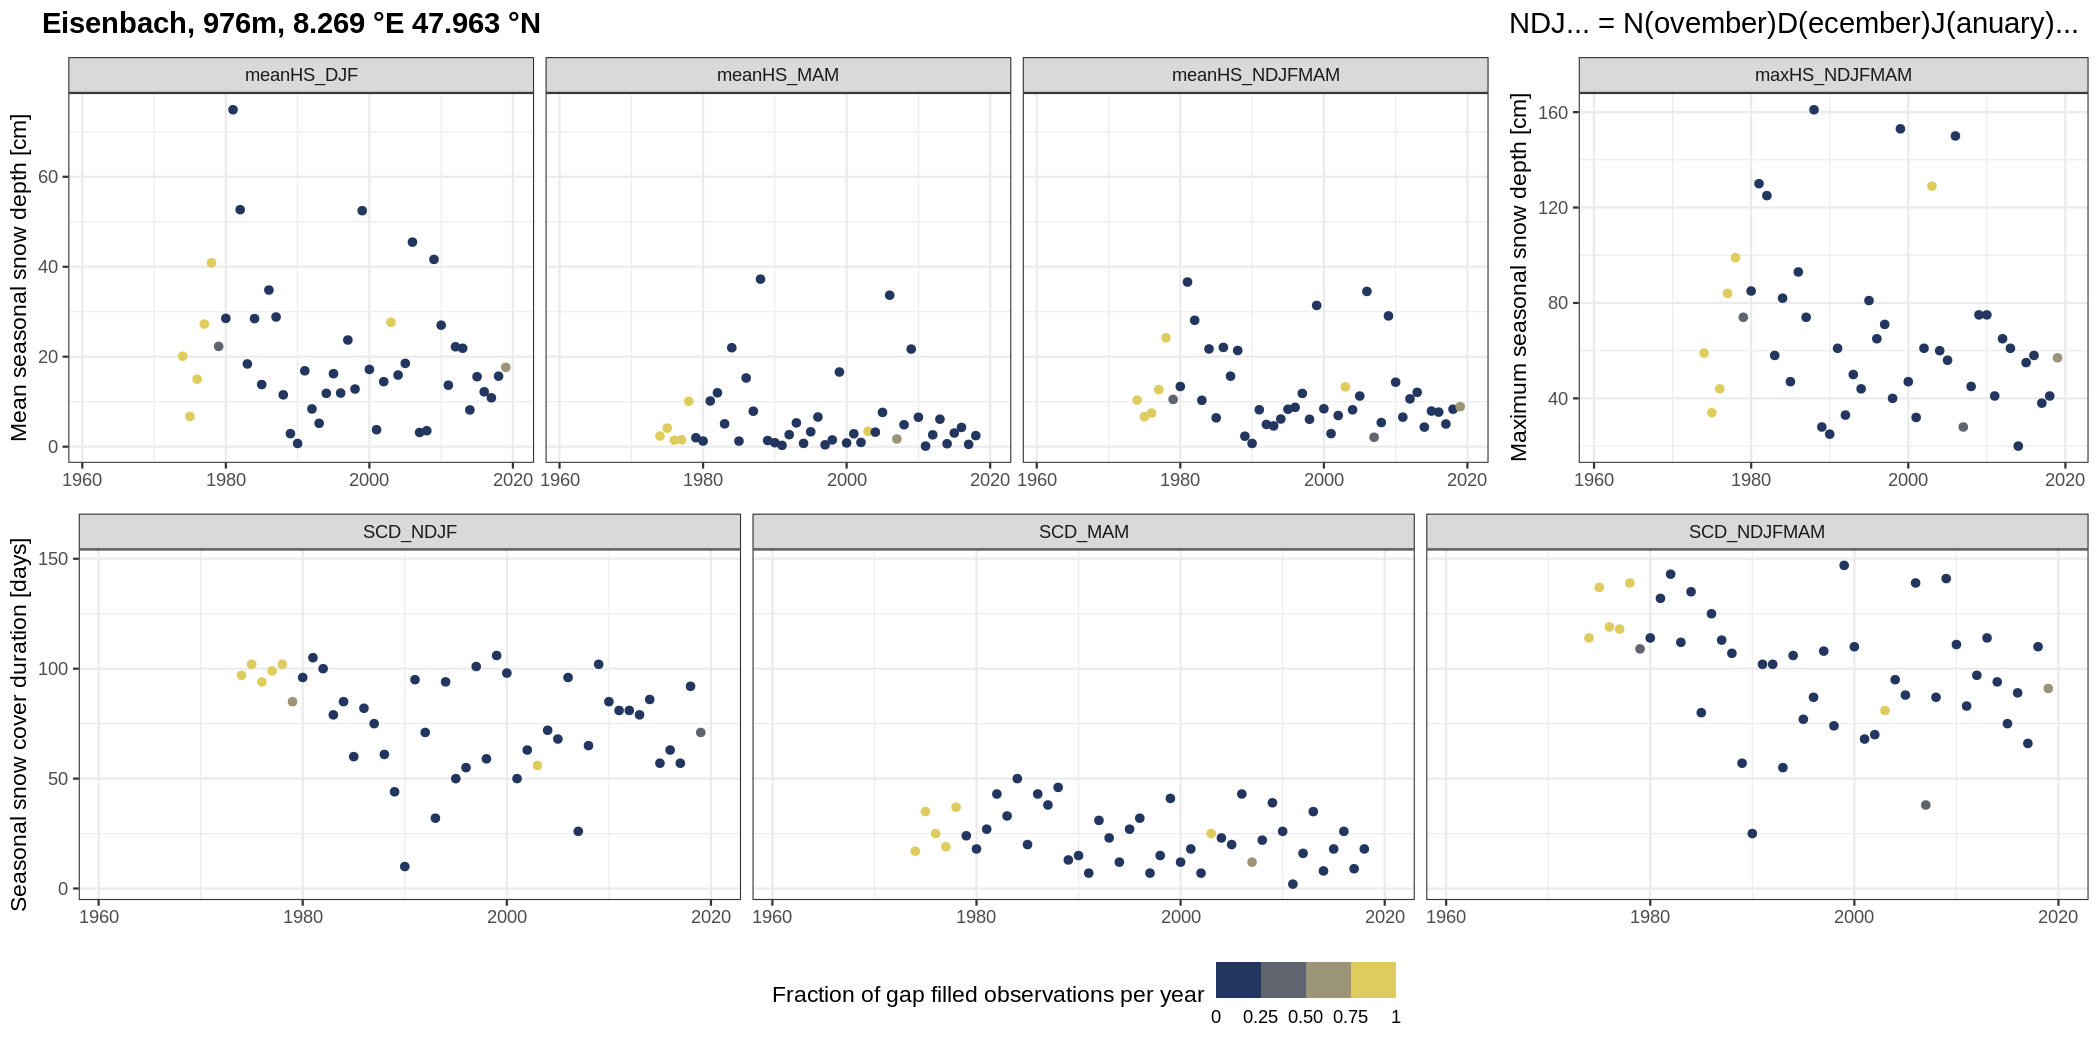 Eisenbach, 976m, 8.269 °E 47.963 °N
NDJ... = N(ovember)D(ecember)J(anuary)...
meanHS_DJF
meanHS_MAM
meanHS_NDJFMAM
maxHS_NDJFMAM
Mean seasonal snow depth [cm]
60
40
20
0
1960 1980 2000 2020
1960 1980 2000 2020
1960 1980 2000 2020
Maximum seasonal snow depth [cm]
160
120
80
40
1960 1980 2000 2020
SCD_NDJF
SCD_MAM
SCD_NDJFMAM
Seasonal snow cover duration [days]
150
100
50
0
1960 1980 2000 2020
1960 1980 2000 2020
1960 1980 2000 2020
Fraction of gap filled observations per year
0 0.25 0.50 0.75 1